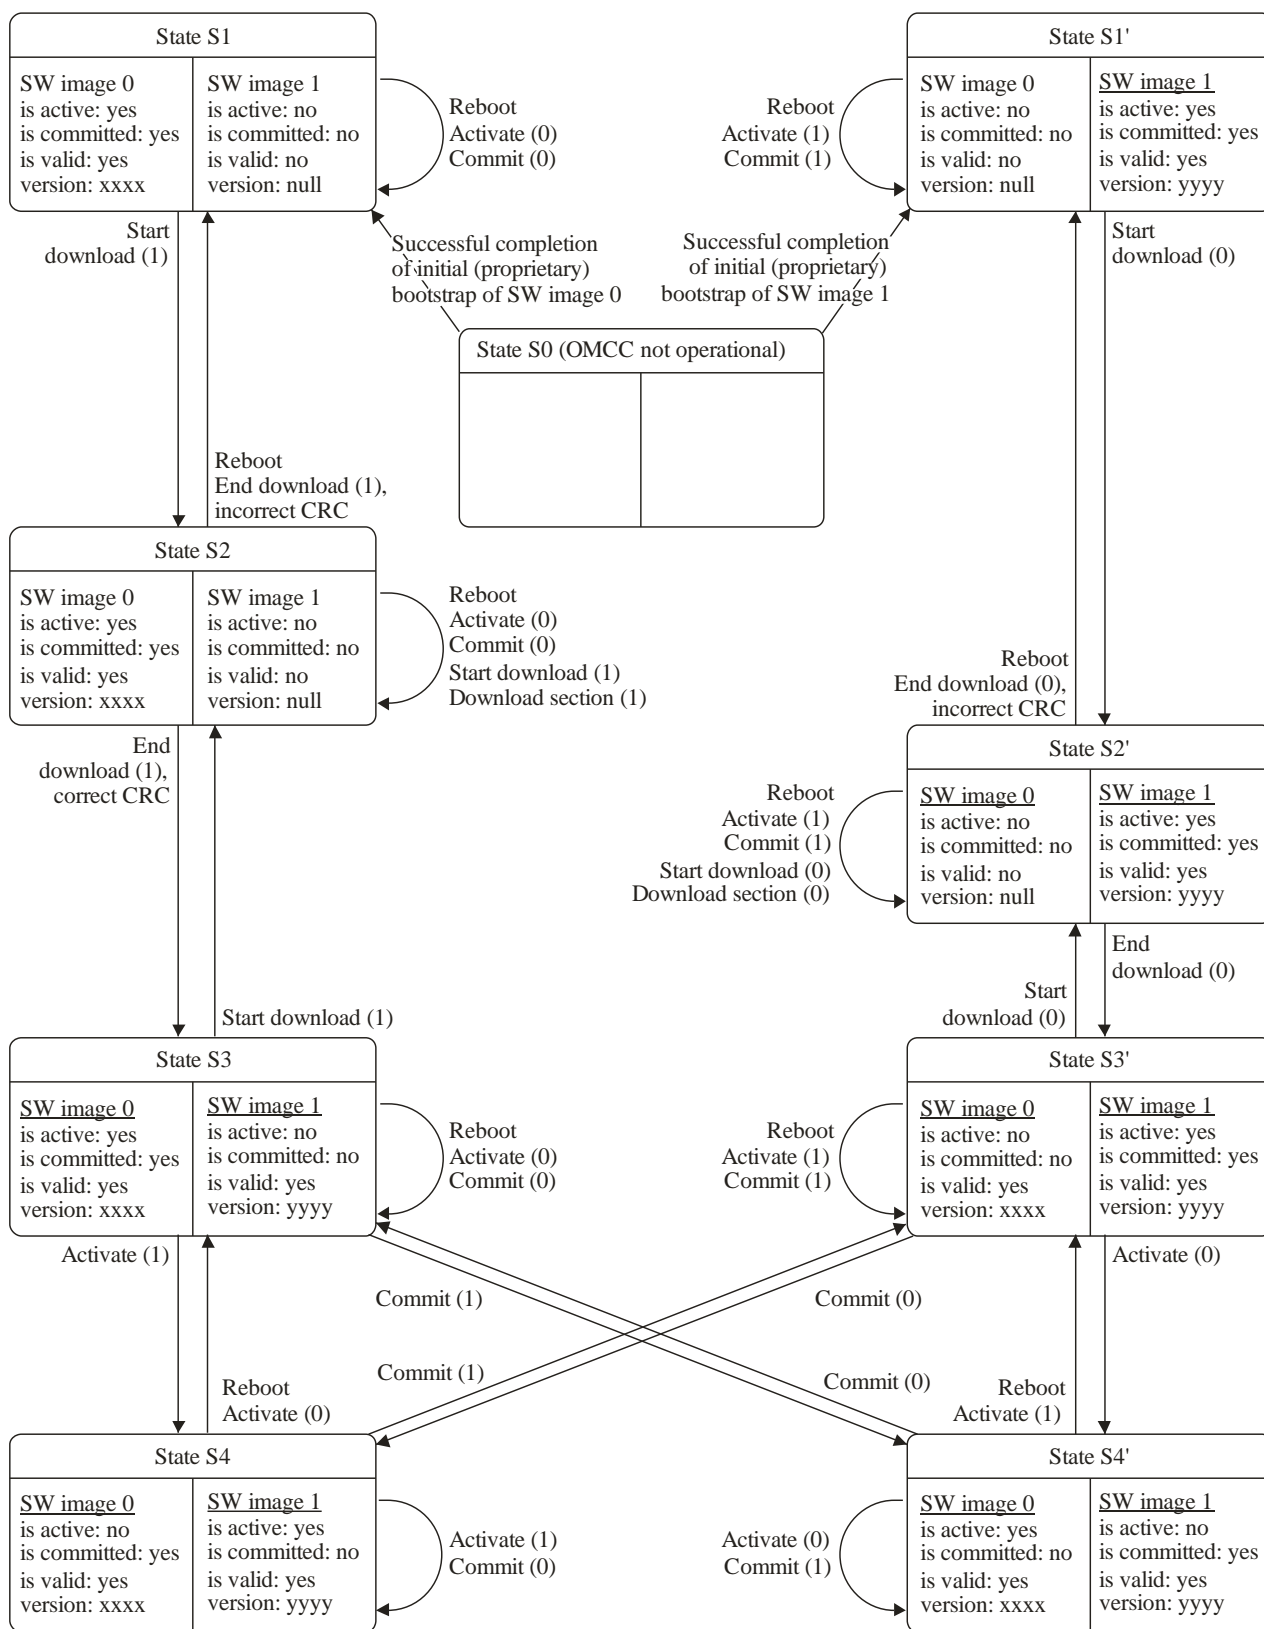 State S1
SW image 0
is active: yes
is committed: yes
is valid: yes
version: xxxx
SW image 1
is active: no
is committed: no
is valid: no
version: null
Reboot
Activate (0)
Commit (0)
State S1'
SW image 0
is active: no
is committed: no
is valid: no
version: null
SW image 1
is active: yes
is committed: yes
is valid: yes
version: yyyy
Reboot
Activate (1)
Commit (1)
Start
download (1)
Successful completion
of initial (proprietary)
bootstrap of SW image 0
Successful completion
of initial (proprietary)
bootstrap of SW image 1
Start
download (0)
State S0 (OMCC not operational)
Reboot
End download (1),
incorrect CRC
State S2
SW image 0
is active: yes
is committed: yes
is valid: yes
version: xxxx
SW image 1
is active: no
is committed: no
is valid: no
version: null
Reboot
Activate (0)
Commit (0)
Start download (1)
Download section (1)
Reboot
End download (0),
incorrect CRC
End
download (1),
correct CRC
State S2'
SW image 0
is active: no
is committed: no
is valid: no
version: null
SW image 1
is active: yes
is committed: yes
is valid: yes
version: yyyy
Reboot
Activate (1)
Commit (1)
Start download (0)
Download section (0)
End
download (0)
Start
download (0)
Start download (1)
State S3
SW image 0
is active: yes
is committed: yes
is valid: yes
version: xxxx
SW image 1
is active: no
is committed: no
is valid: yes
version: yyyy
Reboot
Activate (0)
Commit (0)
State S3'
SW image 0
is active: no
is committed: no
is valid: yes
version: xxxx
SW image 1
is active: yes
is committed: yes
is valid: yes
version: yyyy
Reboot
Activate (1)
Commit (1)
Activate (1)
Commit (1)
Commit (0)
Activate (0)
Commit (1)
Commit (0)
Reboot
Activate (0)
Reboot
Activate (1)
State S4
SW image 0
is active: no
is committed: yes
is valid: yes
version: xxxx
SW image 1
is active: yes
is committed: no
is valid: yes
version: yyyy
Activate (1)
Commit (0)
State S4'
SW image 0
is active: yes
is committed: no
is valid: yes
version: xxxx
SW image 1
is active: no
is committed: yes
is valid: yes
version: yyyy
Activate (0)
Commit (1)